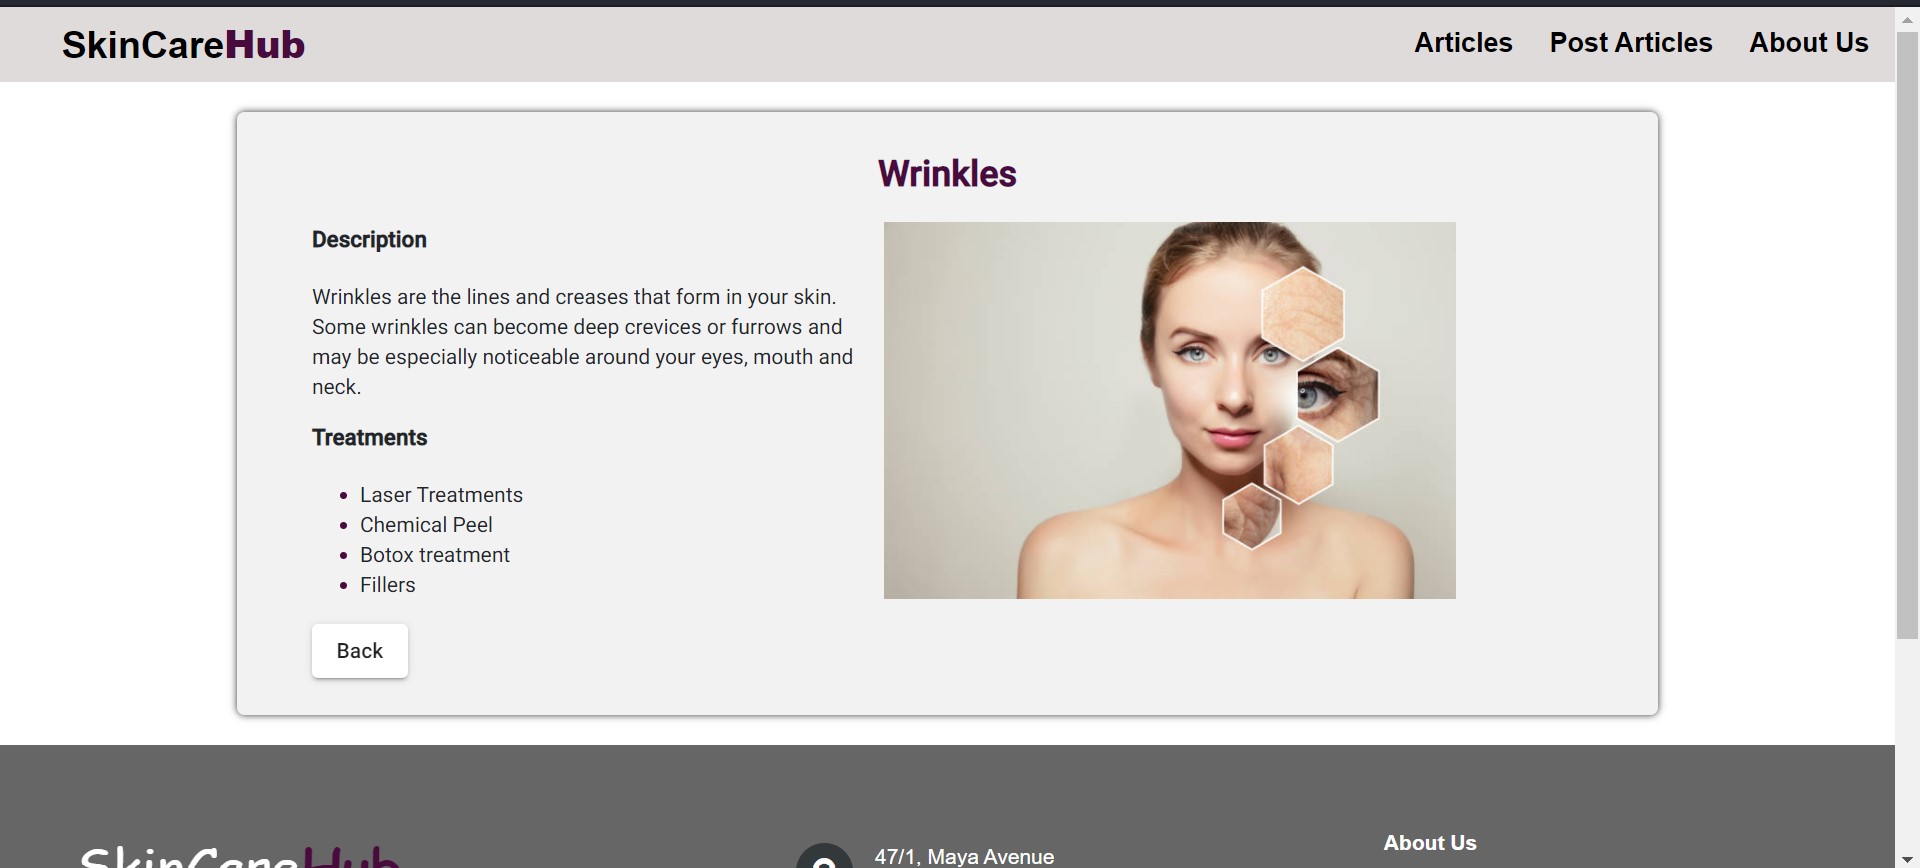 SkinCareHub
Articles
Post Articles
About Us
Wrinkles
Description
Wrinkles are the lines and creases that form in your skin.
Some wrinkles can become deep crevices or furrows and
may be especially noticeable around your eyes, mouth and
neck.
Treatments
Laser Treatments
Chemical Peel
Botox treatment
Fillers
Back
SkinCareHub
47/1, Maya Avenue
About Us